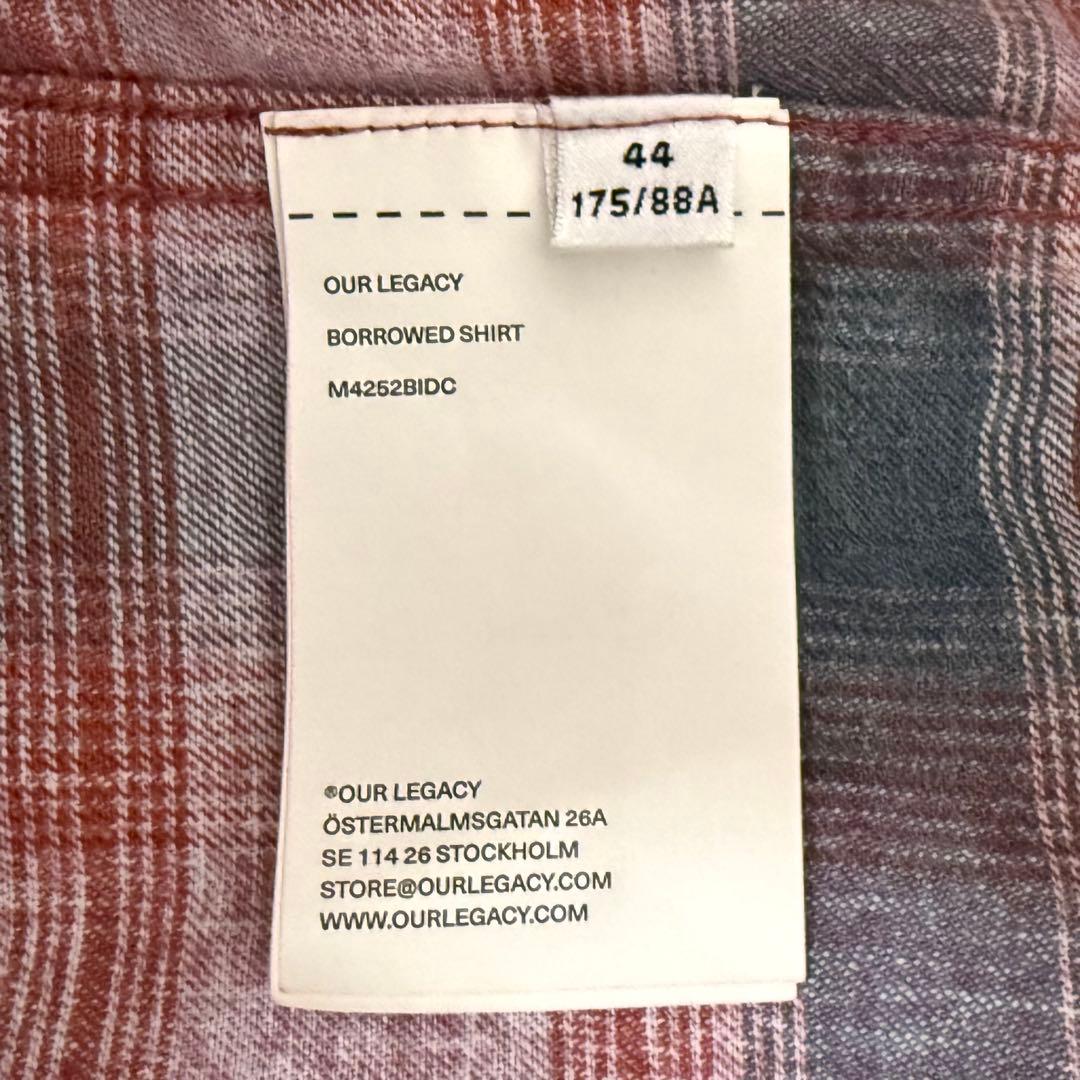 44
175/88A
OUR LEGACY
BORROWED SHIRT
M4252BIDC
®OUR LEGACY
ÖSTERMALMSGATAN 26A
SE 114 26 STOCKHOLM
STORE@OURLEGACY.COM
WWW.OURLEGACY.COM